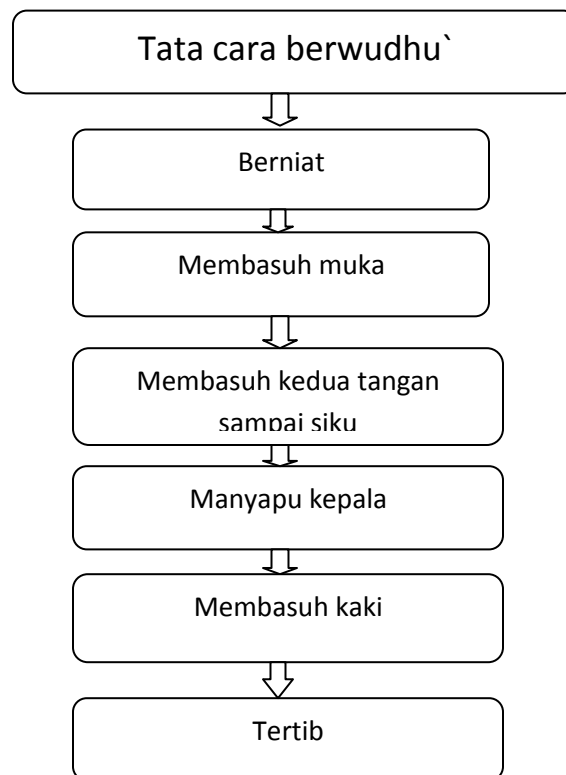 Tata cara berwudhu`
Berniat
Membasuh muka
Membasuh kedua tangan
sampai siku
Manyapu kepala
Membasuh kaki
Tertib